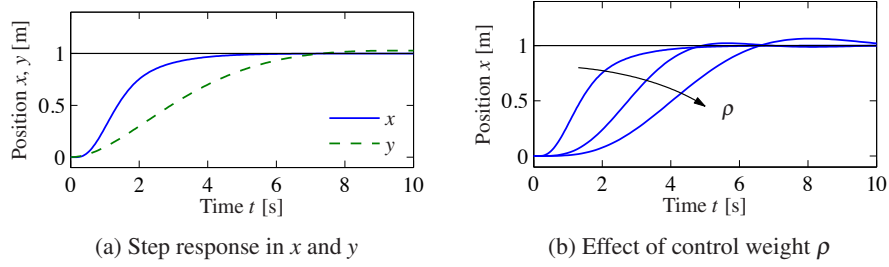 Position x, y [m]
1
0.5
0
0 2 4 6 8 10
Time t [s]
x
y
(a) Step response in x and y
Position x [m]
1
0.5
0
0 2 4 6 8 10
Time t [s]
ρ
(b) Effect of control weight ρ